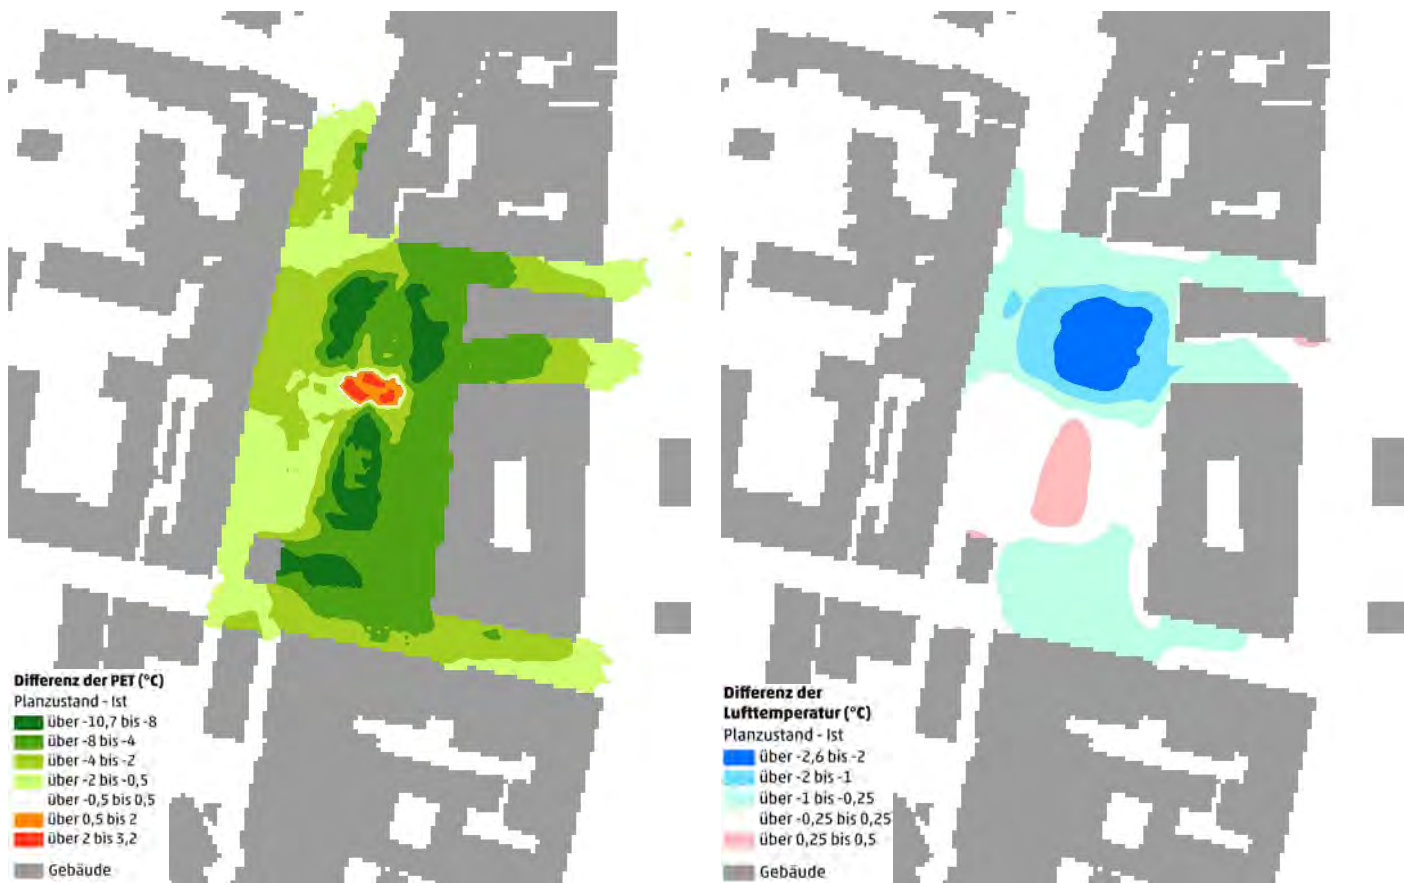 Differenz der PET (°C)
Planzustand - Ist
über -10,7 bis -8
über -8 bis -4
über -4 bis -2
über -2 bis -0,5
über -0,5 bis 0,5
über 0,5 bis 2
über 2 bis 3,2
Gebäude
Differenz der
Lufttemperatur (°C)
Planzustand - Ist
über -2,6 bis -2
über -2 bis -1
über -1 bis -0,25
über -0,25 bis 0,25
über 0,25 bis 0,5
Gebäude